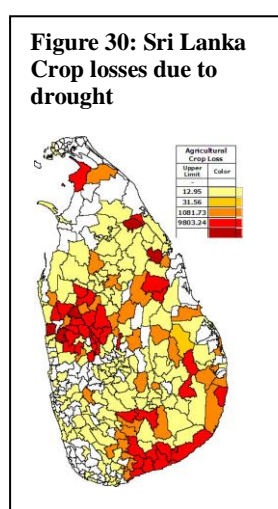 Figure 30: Sri Lanka
Crop losses due to
drought
Agricultural
Crop Loss
Upper
Limit
Color
-
12.95
31.56
1081.73
9803.24